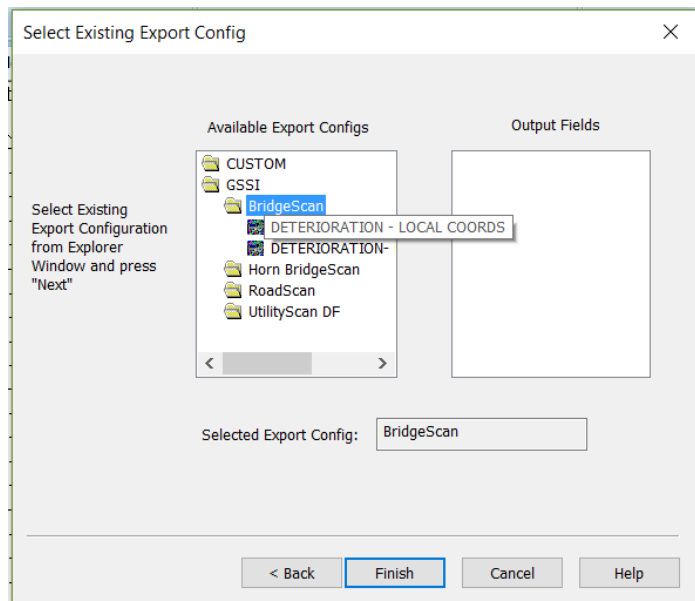 Select Existing Export Config
Available Export Configs
Output Fields
CUSTOM
GSSI
BridgeScan
DETERIORATION - LOCAL COORDS
DETERIORATION-
Horn BridgeScan
RoadScan
UtilityScan DF
Select Existing
Export Configuration
from Explorer
Window and press
"Next"
Selected Export Config:
BridgeScan
< Back
Finish
Cancel
Help